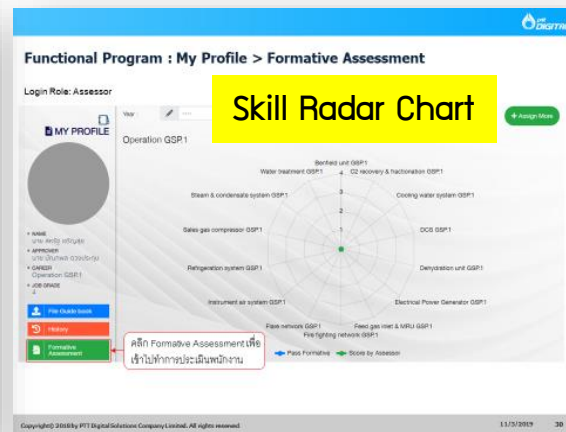 ptt
DIGITAL
Functional Program : My Profile > Formative Assessment
Login Role: Assessor
Skill Radar Chart
Year :
+ Assign More
MY PROFILE
Operation GSP.1
Benfield unit GSP.1
Water treatment GSP.1
4
C2 recovery & fractionation GSP.1
Steam & condensate system GSP.1
3
Cooling water system GSP.1
2
Sales gas compressor GSP.1
1
DCS GSP.1
Refrigeration system GSP.1
Dehydration unit GSP.1
Instrument air system GSP.1
Electrical Power Generator GSP.1
Flare network GSP.1
Feed gas inlet & MRU GSP.1
Fire fighting network GSP.1
Pass Formative
Score by Assessor
NAME
APPROVER
CAREER
Operation GSP.1
JOB GRADE
4
File Guide book
History
Formative
Assessment
คลิก Formative Assessment เพื่อ
เข้าไปทำการประเมินพนักงาน
Copyright© 2018 by PTT Digital Solutions Company Limited. All rights reserved.
11/3/2019
30